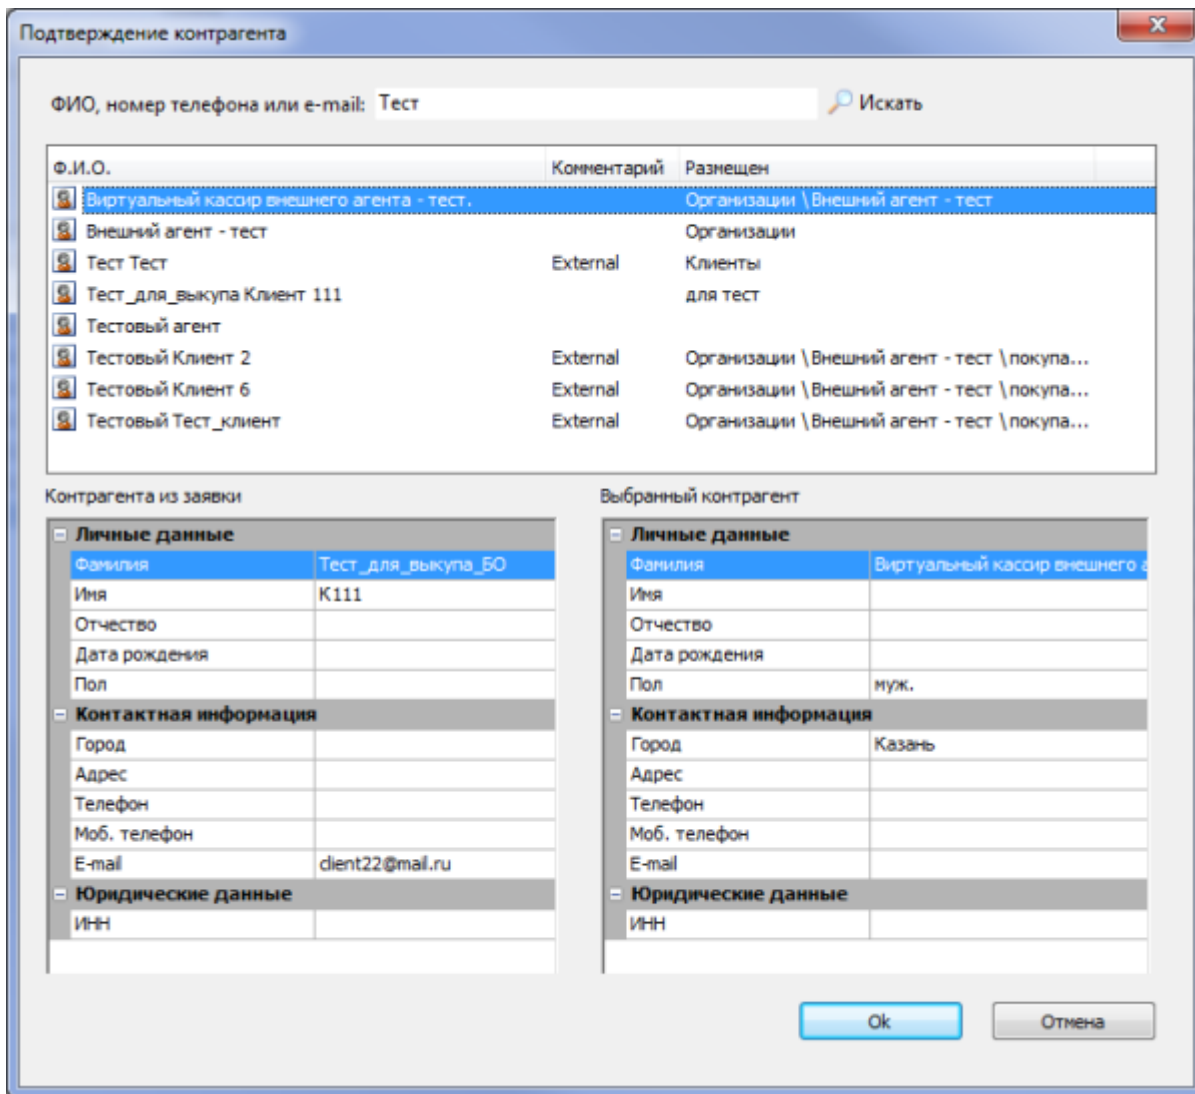 Подтверждение контрагента
ФИО, номер телефона или e-mail: Тест Искать
Ф.И.О. Комментарий Размещен
Виртуальный кассир внешнего агента - тест. Организации \ Внешний агент - тест
Внешний агент - тест Организации
Тест Тест External Клиенты
Тест_для_выкупа Клиент 111 для тест
Тестовый агент
Тестовый Клиент 2 External Организации \ Внешний агент - тест \ покупа...
Тестовый Клиент 6 External Организации \ Внешний агент - тест \ покупа...
Тестовый Тест_клиент External Организации \ Внешний агент - тест \ покупа...
Контрагента из заявки Выбранный контрагент
Личные данные Личные данные
Фамилия Тест_для_выкупа_БО Фамилия Виртуальный кассир внешнего а
Имя К111 Имя
Отчество Отчество
Дата рождения Дата рождения
Пол Пол муж.
Контактная информация Контактная информация
Город Город Казань
Адрес Адрес
Телефон Телефон
Моб. телефон Моб. телефон
E-mail client22@mail.ru E-mail
Юридические данные Юридические данные
ИНН ИНН
Ok Отмена